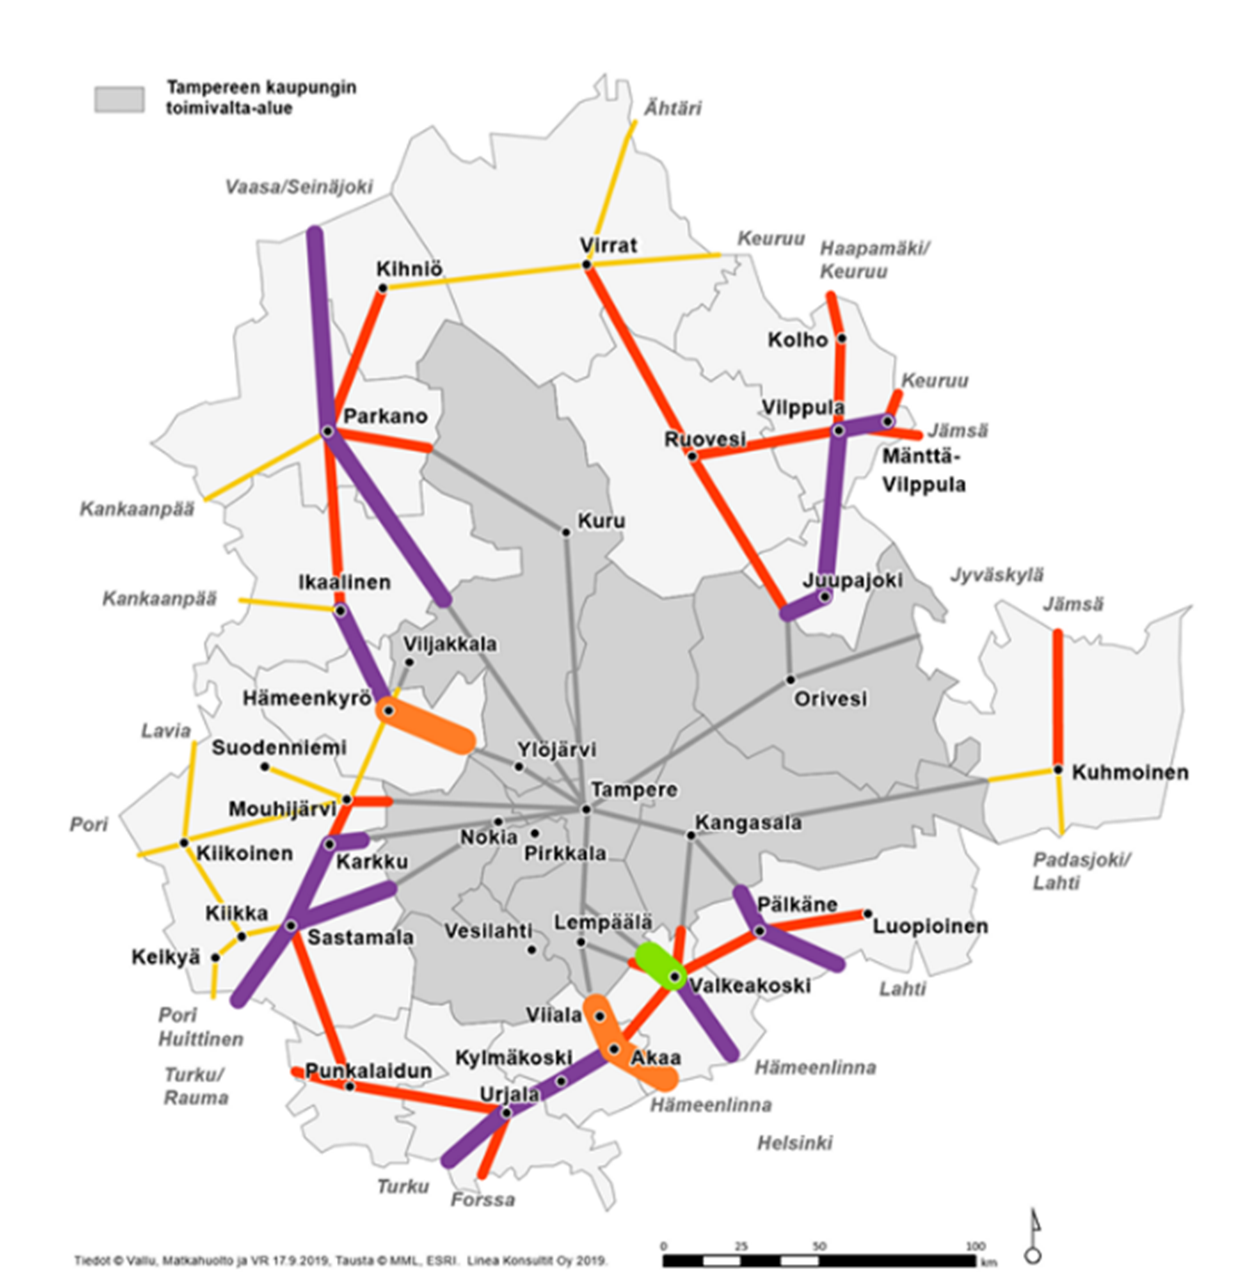 Tampereen kaupungin
toimivalta-alue
Ähtäri
Vaasa/Seinäjoki
Virrat
Keuruu
Haapamäki/
Keuruu
Kihniö
Kolho
Keuruu
Parkano
Vilppula
Ruovesi
Jämsä
Mänttä-
Vilppula
Kankaanpää
Kuru
Ikaalinen
Juupajoki
Jyväskylä
Kankaanpää
Jämsä
Viljakkala
Hämeenkyrö
Orivesi
Lavia
Suodenniemi
Ylöjärvi
Kuhmoinen
Tampere
Mouhijärvi
Pori
Kangasala
Nokia
Kiikoinen
Karkku
Pirkkala
Padasjoki/
Lahti
Kiikka
Pälkäne
Lempäälä
Luopioinen
Vesilahti
Sastamala
Keikyä
Valkeakoski
Lahti
Pori
Huittinen
Viiala
Kylmäkoski
Akaa
Hämeenlinna
Punkalaidun
Turku/
Rauma
Urjala
Hämeenlinna
Helsinki
Turku
Forssa
0 25 50 100
km
Tiedot © Vallu, Matkahuolto ja VR 17.9.2019, Tausta © MML, ESRI. Linea Konsultit Oy 2019.